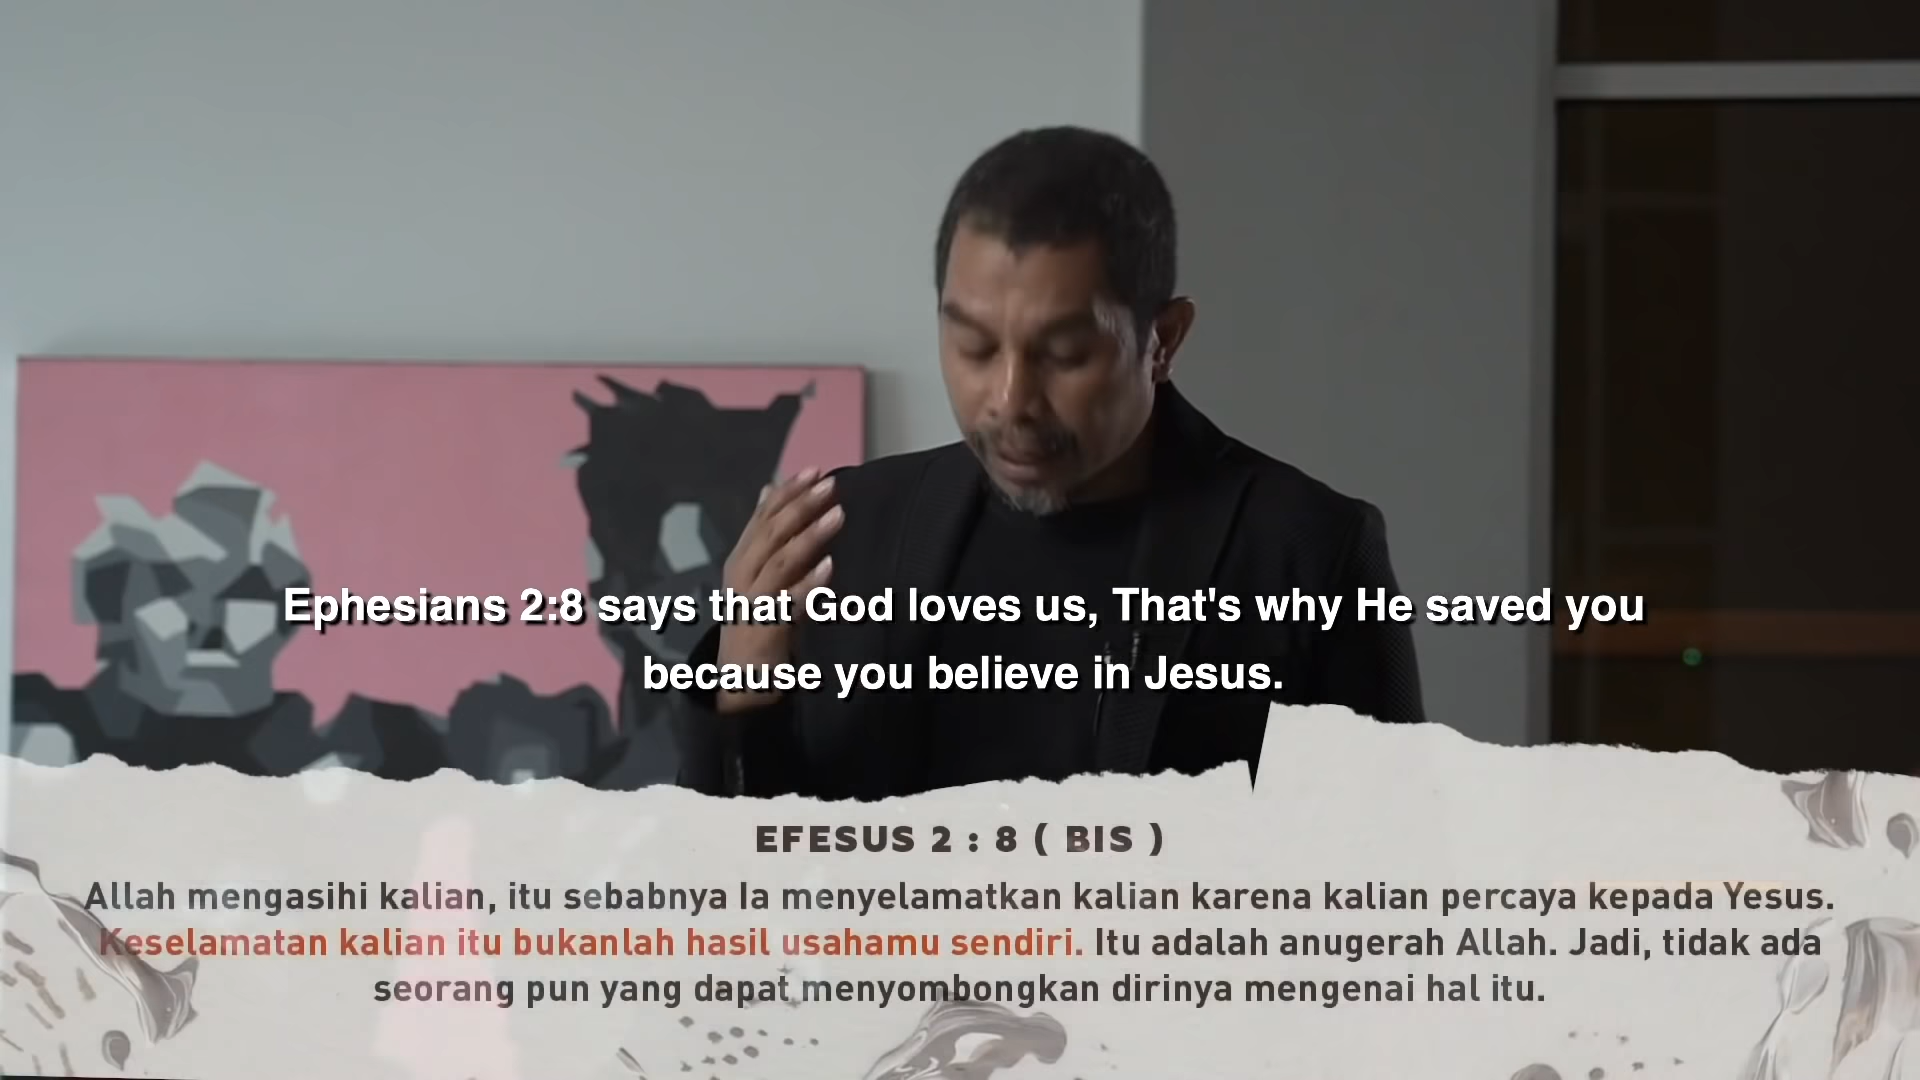 Ephesians 2:8 says that God loves us, That's why He saved you
because you believe in Jesus.
EFESUS 2 : 8 ( BIS )
Allah mengasihi kalian, itu sebabnya Ia menyelamatkan kalian karena kalian percaya kepada Yesus.
Keselamatan kalian itu bukanlah hasil usahamu sendiri. Itu adalah anugerah Allah. Jadi, tidak ada
seorang pun yang dapat menyombongkan dirinya mengenai hal itu.